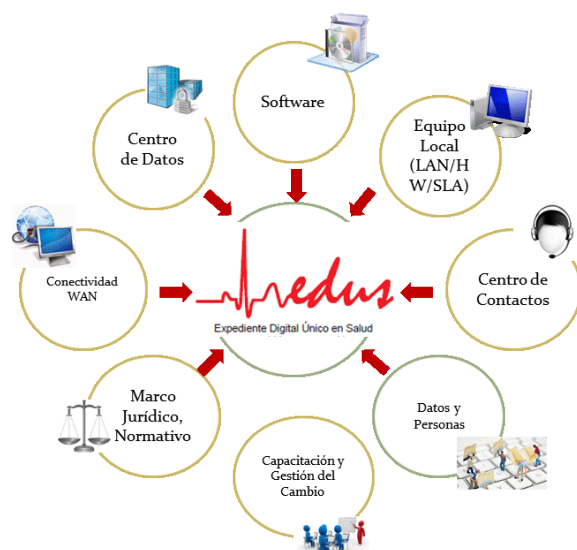 Software
Centro
de Datos
Equipo
Local
(LAN/H
W/SLA)
Conectividad
WAN
edus
Expediente Digital Único en Salud
Centro de
Contactos
Marco
Jurídico,
Normativo
Datos y
Personas
Capacitación y
Gestión del
Cambio